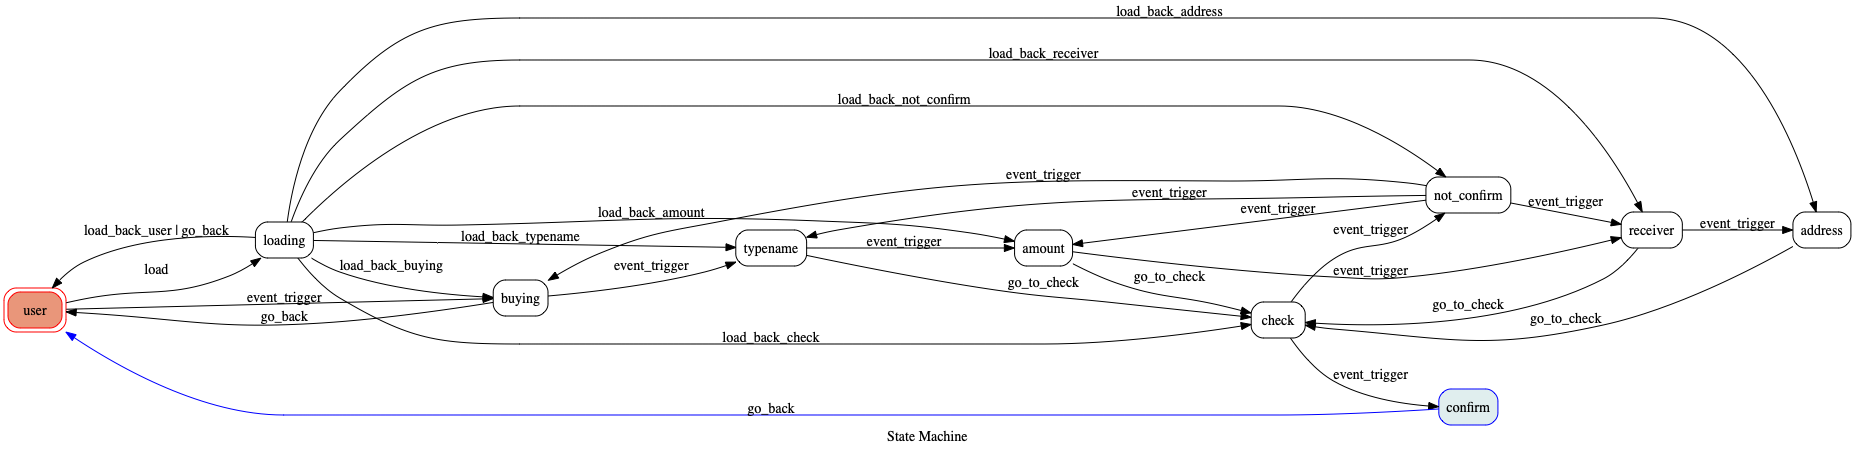 load_back_address
load_back_receiver
load_back_not_confirm
event_trigger
event_trigger
not_confirm
event_trigger
load_back_amount
event_trigger
event_trigger
load_back_user | go_back
loading
load_back_typename
event_trigger
receiver
event_trigger
address
typename
event_trigger
amount
load
load_back_buying
event_trigger
event_trigger
go_to_check
go_to_check
user
event_trigger
buying
go_back
go_to_check
go_to_check
check
load_back_check
event_trigger
go_back
confirm
State Machine